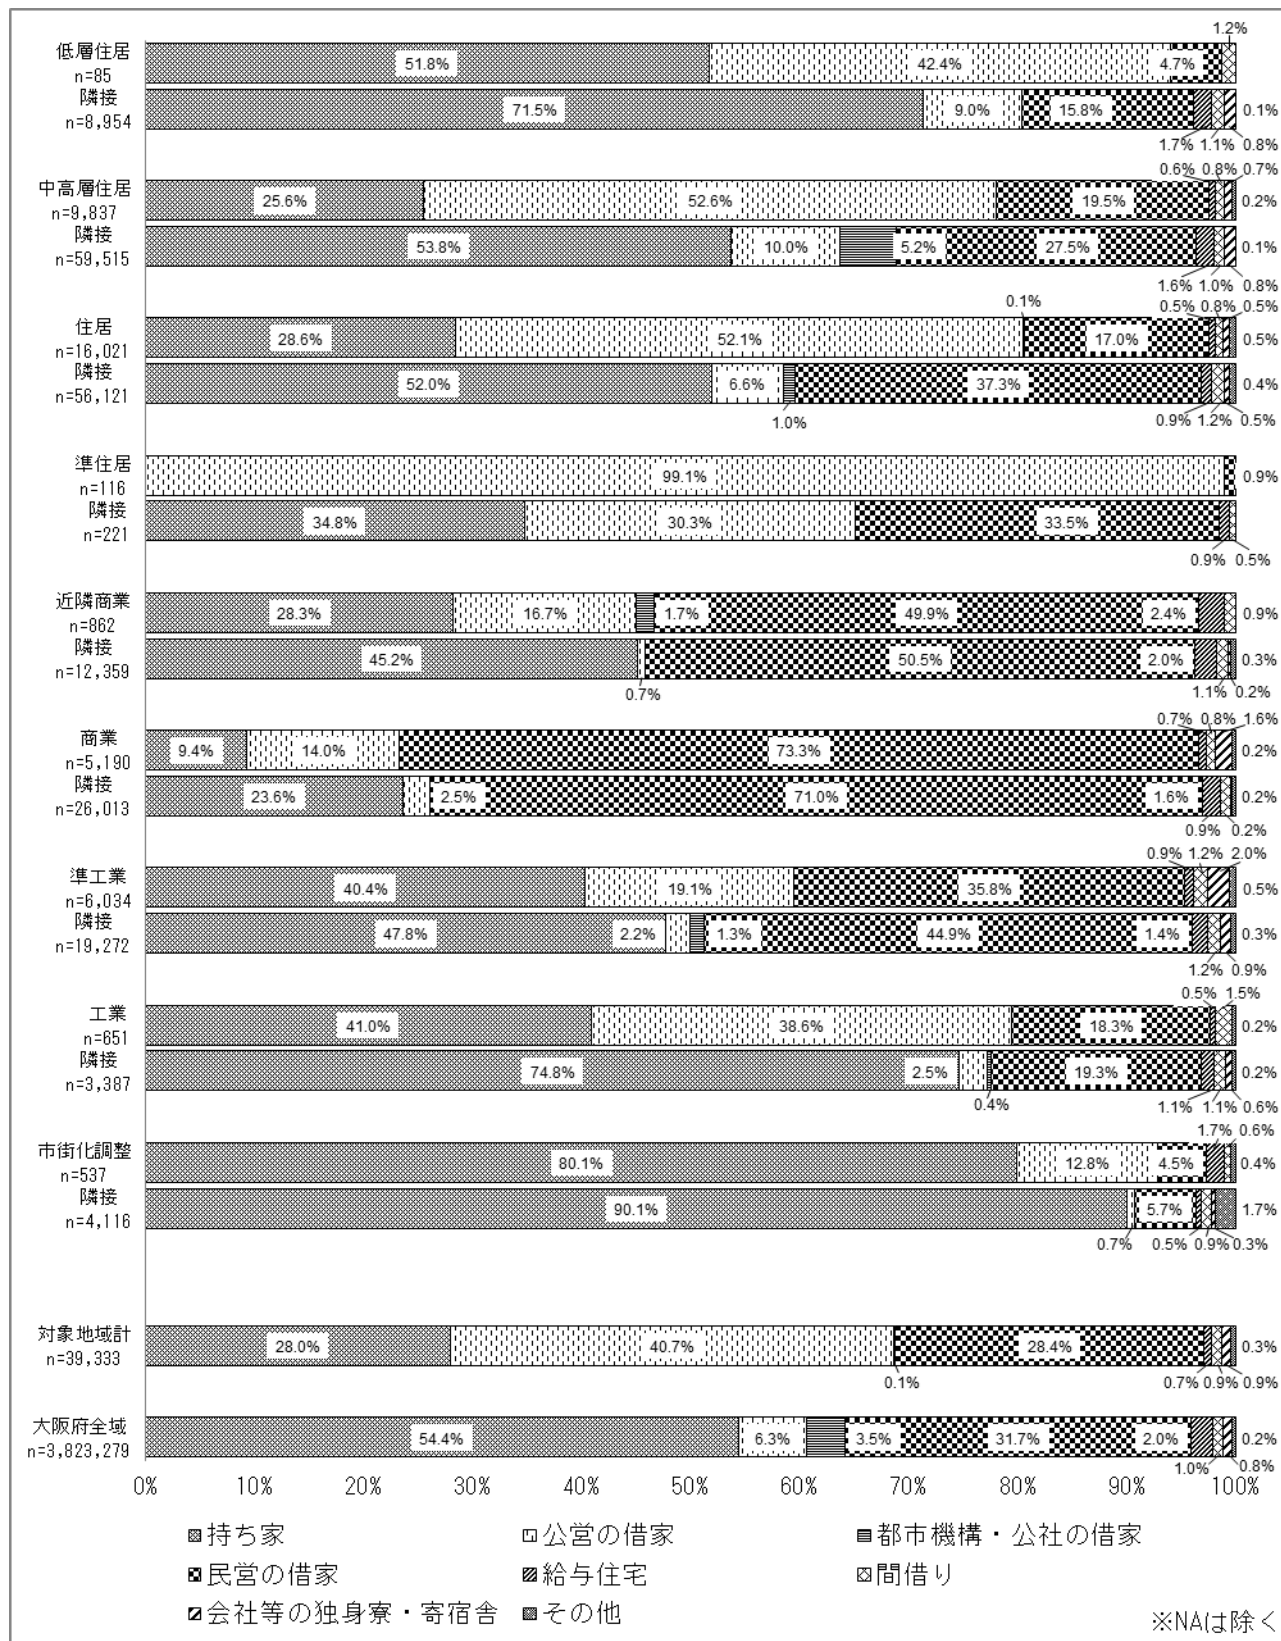 1.2%
低層住居
n=85
51.8% 42.4% 4.7%
隣接
n=8,954
71.5% 9.0% 15.8% 0.1%
1.7% 1.1% 0.8%
0.6% 0.8% 0.7%
中高層住居
n=9,837
25.6% 52.6% 19.5% 0.2%
隣接
n=59,515
53.8% 10.0% 5.2% 27.5% 0.1%
1.6% 1.0% 0.8%
0.1% 0.5% 0.8% 0.5%
住居
n=16,021
28.6% 52.1% 17.0% 0.5%
隣接
n=56,121
52.0% 6.6% 37.3% 0.4%
1.0% 0.9% 1.2% 0.5%
準住居
n=116
99.1% 0.9%
隣接
n=221
34.8% 30.3% 33.5%
0.9% 0.5%
近隣商業
n=862
28.3% 16.7% 1.7% 49.9% 2.4% 0.9%
隣接
n=12,359
45.2% 50.5% 2.0% 0.3%
0.7% 1.1% 0.2%
0.7% 0.8% 1.6%
商業
n=5,190
9.4% 14.0% 73.3% 0.2%
隣接
n=26,013
23.6% 2.5% 71.0% 1.6% 0.2%
0.9% 0.2%
0.9% 1.2% 2.0%
準工業
n=6,034
40.4% 19.1% 35.8% 0.5%
隣接
n=19,272
47.8% 2.2% 1.3% 44.9% 1.4% 0.3%
1.2% 0.9%
0.5% 1.5%
工業
n=651
41.0% 38.6% 18.3% 0.2%
隣接
n=3,387
74.8% 2.5% 19.3% 0.2%
0.4% 1.1% 1.1% 0.6%
1.7% 0.6%
市街化調整
n=537
80.1% 12.8% 4.5% 0.4%
隣接
n=4,116
90.1% 5.7% 1.7%
0.7% 0.5% 0.9% 0.3%
対象地域計
n=39,333
28.0% 40.7% 28.4% 0.3%
0.1% 0.7% 0.9% 0.9%
大阪府全域
n=3,823,279
54.4% 6.3% 3.5% 31.7% 2.0% 0.2%
1.0% 0.8%
0% 10% 20% 30% 40% 50% 60% 70% 80% 90% 100%
持ち家 公営の借家 都市機構・公社の借家
民営の借家 給与住宅 間借り
会社等の独身寮・寄宿舎 その他
※NAは除く